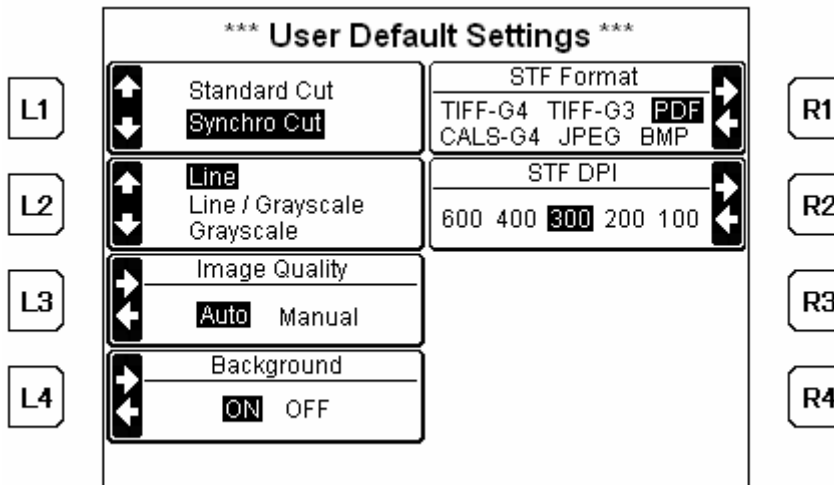 *** User Default Settings ***
L1
Standard Cut
Synchro Cut
STF Format
TIFF-G4 TIFF-G3 PDF
CALS-G4 JPEG BMP
R1
L2
Line
Line / Grayscale
Grayscale
STF DPI
600 400 300 200 100
R2
L3
Image Quality
Auto Manual
R3
L4
Background
ON OFF
R4